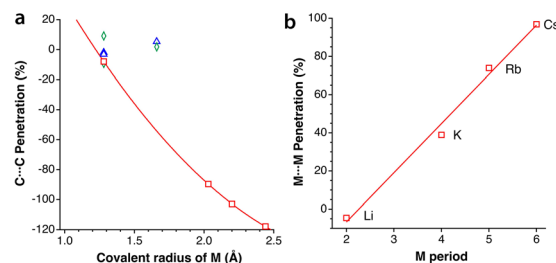 a
C···C Penetration (%)
20
0
-20
-40
-60
-80
-100
-120
1.0
1.5
2.0
2.5
Covalent radius of M (Å)
b
M···M Penetration (%)
100
80
60
40
20
0
2
3
4
5
6
M period
Li
K
Rb
Cs